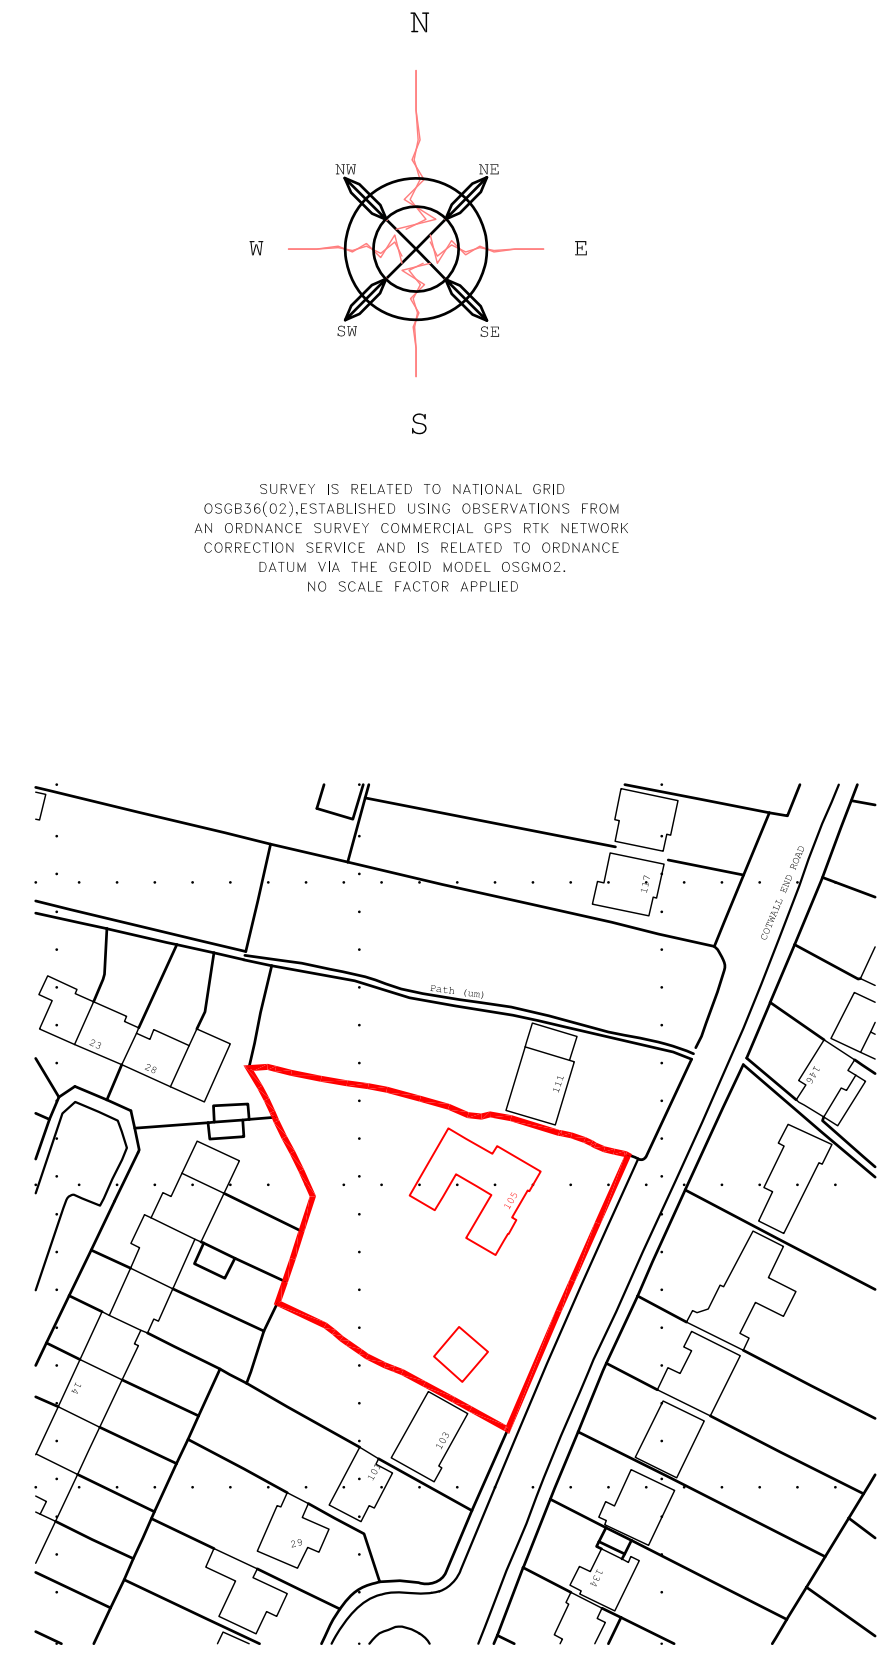 N
NW
NE
W
E
SW
SE
S
SURVEY IS RELATED TO NATIONAL GRID
OSGB36(02),ESTABLISHED USING OBSERVATIONS FROM
AN ORDNANCE SURVEY COMMERCIAL GPS RTK NETWORK
CORRECTION SERVICE AND IS RELATED TO ORDNANCE
DATUM VIA THE GEOID MODEL OSGM02.
NO SCALE FACTOR APPLIED
COTWALL END ROAD
117
Path (um)
23
28
111
146
105
14
103
29
134